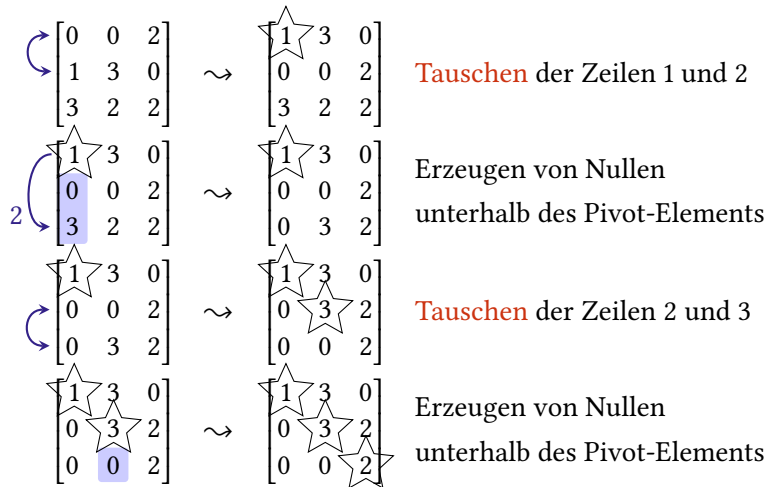 0 0 2 1 3 0
1 3 0 ⇝ 0 0 2 Tauschen der Zeilen 1 und 2
3 2 2 3 2 2
1 3 0 1 3 0 Erzeugen von Nullen
0 0 2 ⇝ 0 0 2
2 3 2 2 0 3 2 unterhalb des Pivot-Elements
1 3 0 1 3 0
0 0 2 ⇝ 0 3 2 Tauschen der Zeilen 2 und 3
0 3 2 0 0 2
1 3 0 1 3 0 Erzeugen von Nullen
0 3 2 ⇝ 0 3 2
0 0 2 0 0 2 unterhalb des Pivot-Elements